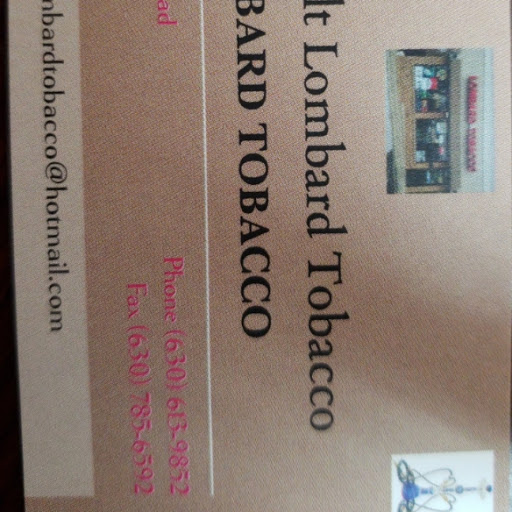 lt Lombard Tobacco
BARD TOBACCO
ad
Phone (630) 613-9852
Fax (630) 785-6592
nbardtobacco@hotmail.com